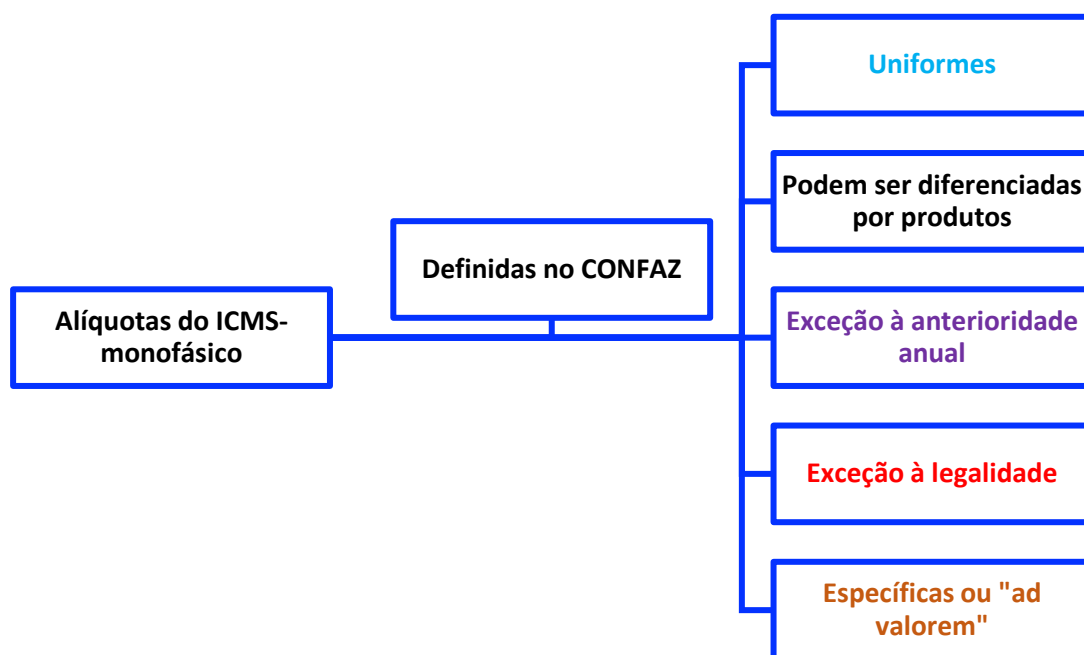 Alíquotas do ICMS-
monofásico
Definidas no CONFAZ
Uniformes
Podem ser diferenciadas
por produtos
Exceção à anterioridade
anual
Exceção à legalidade
Específicas ou "ad
valorem"